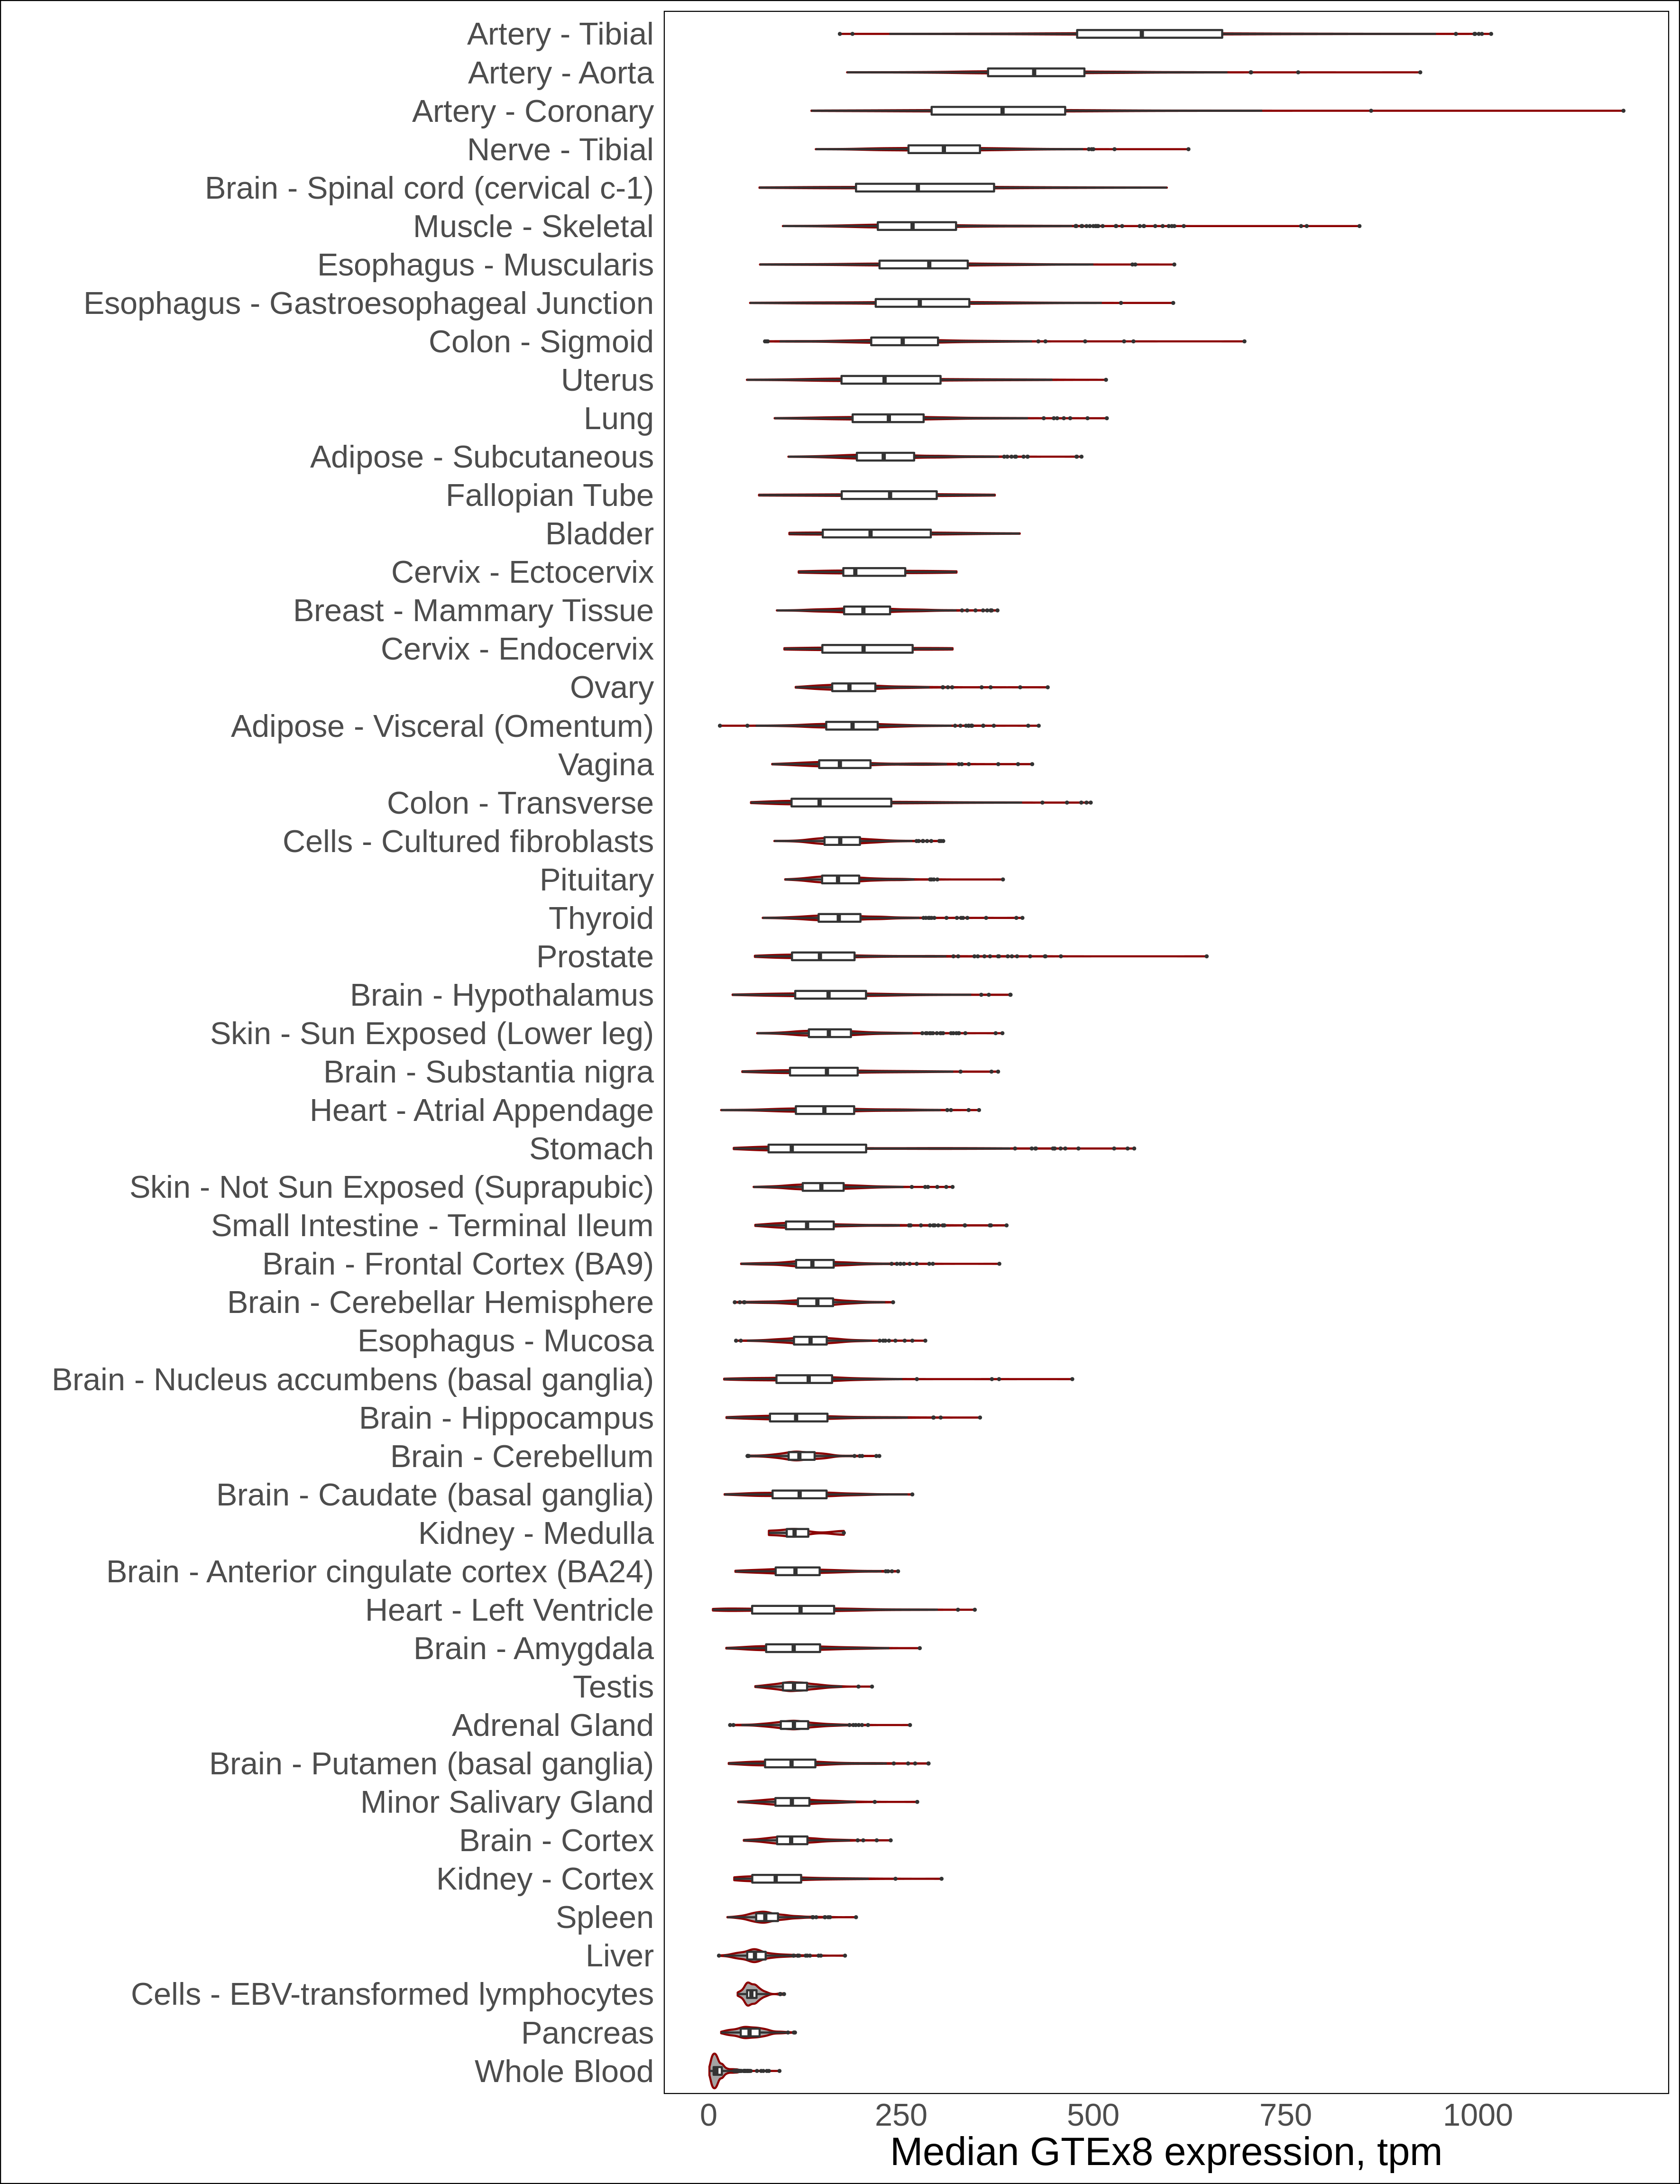 Artery - Tibial
Artery - Aorta
Artery - Coronary
Nerve - Tibial
Brain - Spinal cord (cervical c-1)
Muscle - Skeletal
Esophagus - Muscularis
Esophagus - Gastroesophageal Junction
Colon - Sigmoid
Uterus
Lung
Adipose - Subcutaneous
Fallopian Tube
Bladder
Cervix - Ectocervix
Breast - Mammary Tissue
Cervix - Endocervix
Ovary
Adipose - Visceral (Omentum)
Vagina
Colon - Transverse
Cells - Cultured fibroblasts
Pituitary
Thyroid
Prostate
Brain - Hypothalamus
Skin - Sun Exposed (Lower leg)
Brain - Substantia nigra
Heart - Atrial Appendage
Stomach
Skin - Not Sun Exposed (Suprapubic)
Small Intestine - Terminal Ileum
Brain - Frontal Cortex (BA9)
Brain - Cerebellar Hemisphere
Esophagus - Mucosa
Brain - Nucleus accumbens (basal ganglia)
Brain - Hippocampus
Brain - Cerebellum
Brain - Caudate (basal ganglia)
Kidney - Medulla
Brain - Anterior cingulate cortex (BA24)
Heart - Left Ventricle
Brain - Amygdala
Testis
Adrenal Gland
Brain - Putamen (basal ganglia)
Minor Salivary Gland
Brain - Cortex
Kidney - Cortex
Spleen
Liver
Cells - EBV-transformed lymphocytes
Pancreas
Whole Blood
0 250 500 750 1000
Median GTEx8 expression, tpm